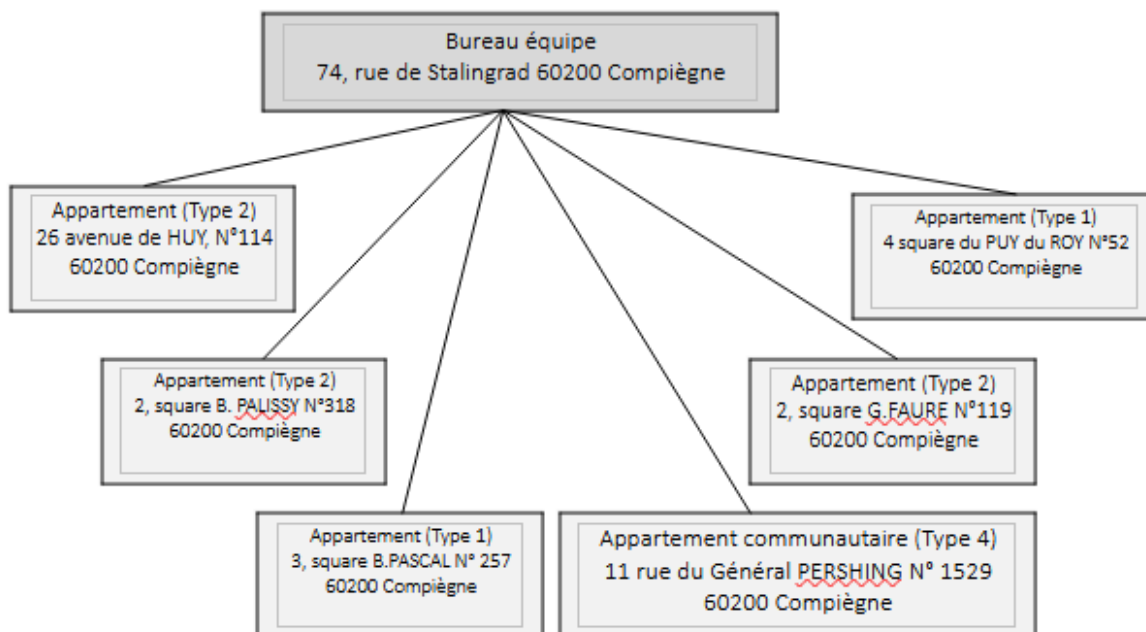 Bureau équipe
74, rue de Stalingrad 60200 Compiègne
Appartement (Type 2)
26 avenue de HUY, N°114
60200 Compiègne
Appartement (Type 1)
4 square du PUY du ROY N°52
60200 Compiègne
Appartement (Type 2)
2, square B. PALISSY N°318
60200 Compiègne
Appartement (Type 2)
2, square G.FAURE N°119
60200 Compiègne
Appartement (Type 1)
3, square B.PASCAL N° 257
60200 Compiègne
Appartement communautaire (Type 4)
11 rue du Général PERSHING N° 1529
60200 Compiègne